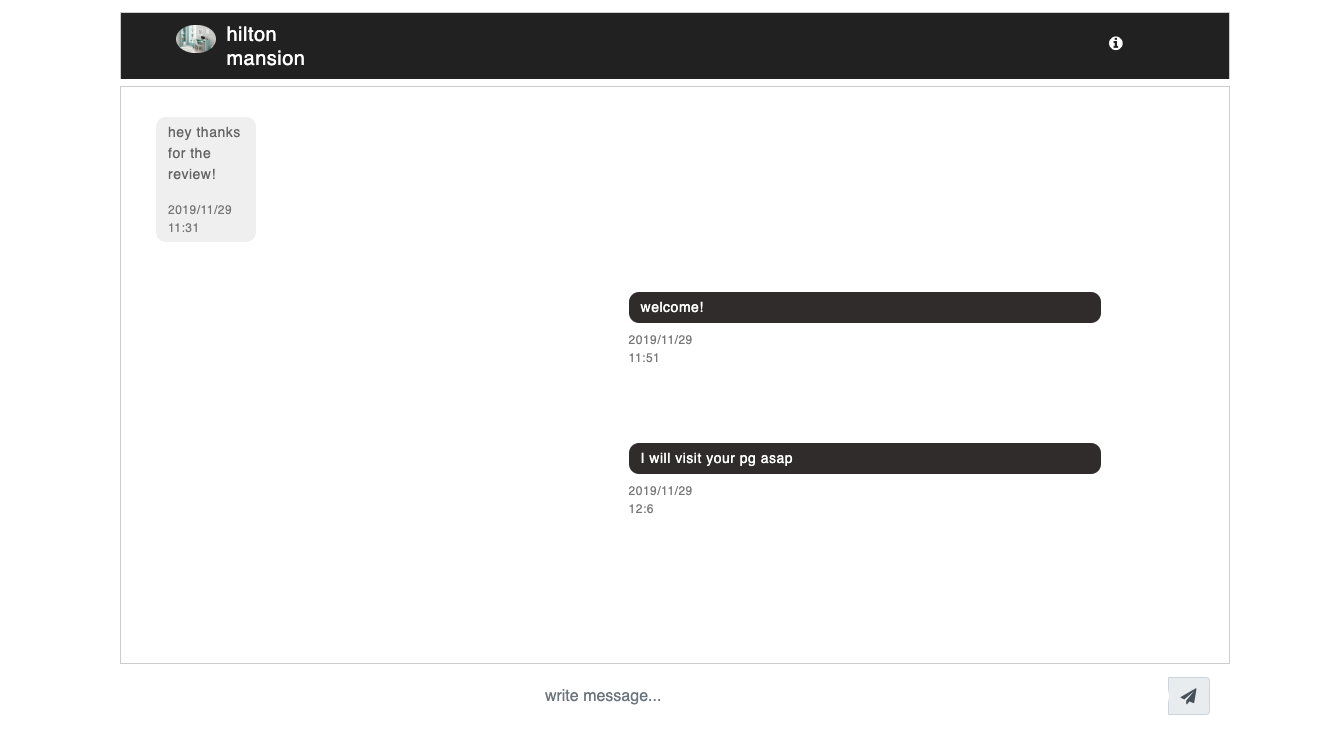 hilton
mansion
hey thanks
for the
review!
2019/11/29
11:31
welcome!
2019/11/29
11:51
I will visit your pg asap
2019/11/29
12:6
write message...